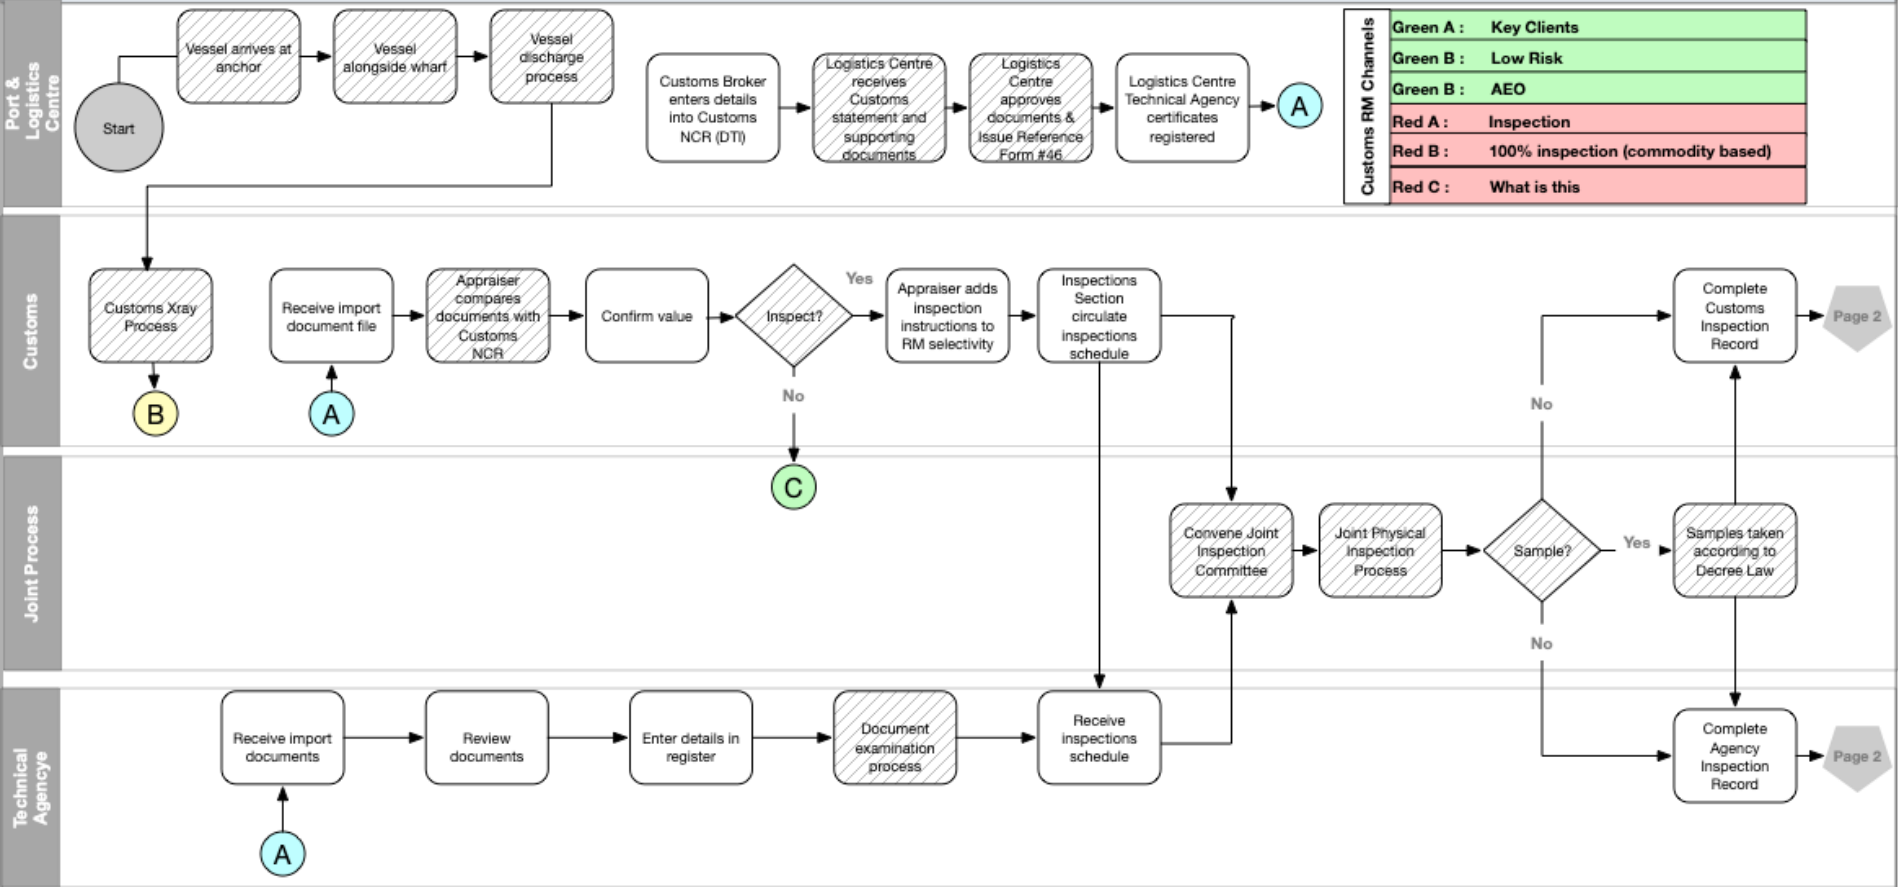 Port &
Logistics
Centre
Start
Vessel arrives at
anchor
Vessel
alongside wharf
Vessel
discharge
process
Customs Broker
enters details
into Customs
NCR (DTI)
Logistics Centre
receives
Customs
statement and
supporting
documents
Logistics
Centre
approves
documents &
Issue Reference
Form #46
Logistics Centre
Technical Agency
certificates
registered
A
Customs RM Channels
Green A : Key Clients
Green B : Low Risk
Green B : AEO
Red A : Inspection
Red B : 100% inspection (commodity based)
Red C : What is this
Customs
Customs Xray
Process
B
Receive import
document file
A
Appraiser
compares
documents with
Customs
NCR
Confirm value
Inspect?
Yes
No
C
Appraiser adds
inspection
instructions to
RM selectivity
Inspections
Section
circulate
inspections
schedule
Complete
Customs
Inspection
Record
Page 2
Joint Process
Convene Joint
Inspection
Committee
Joint Physical
Inspection
Process
Sample?
No
Yes
No
Samples taken
according to
Decree Law
Technical
Agencye
Receive import
documents
A
Review
documents
Enter details in
register
Document
examination
process
Receive
inspections
schedule
Complete
Agency
Inspection
Record
Page 2